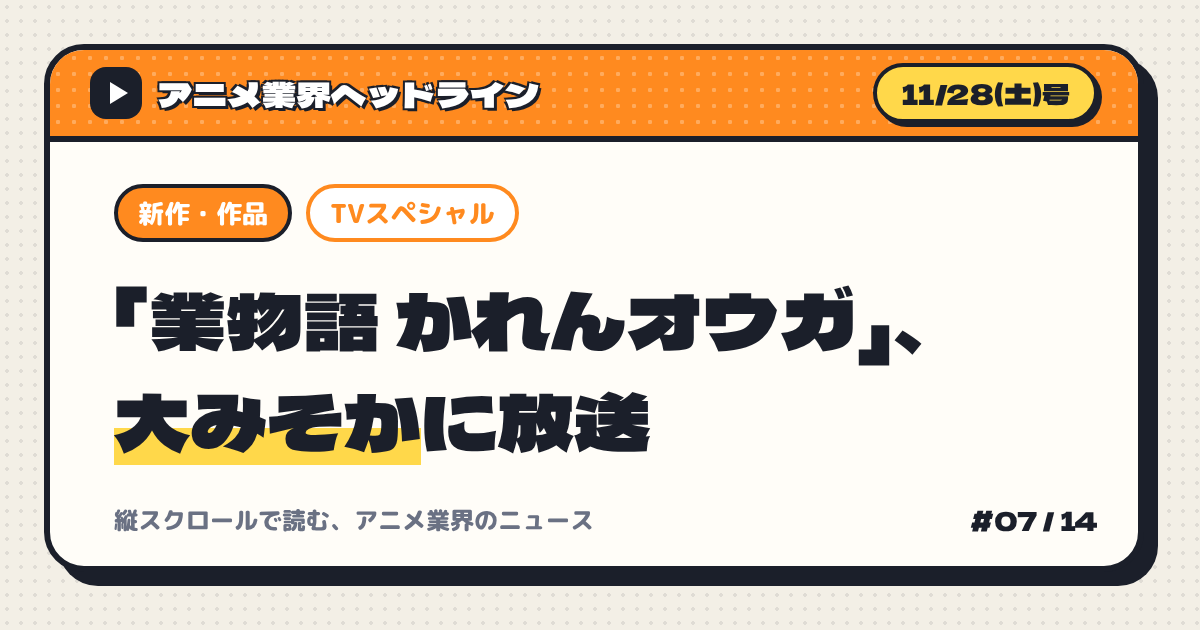 アニメ業界ヘッドライン
11/28(土)号
新作・作品
TVスペシャル
「業物語 かれんオウガ」、
大みそかに放送
縦スクロールで読む、アニメ業界のニュース
#07 / 14